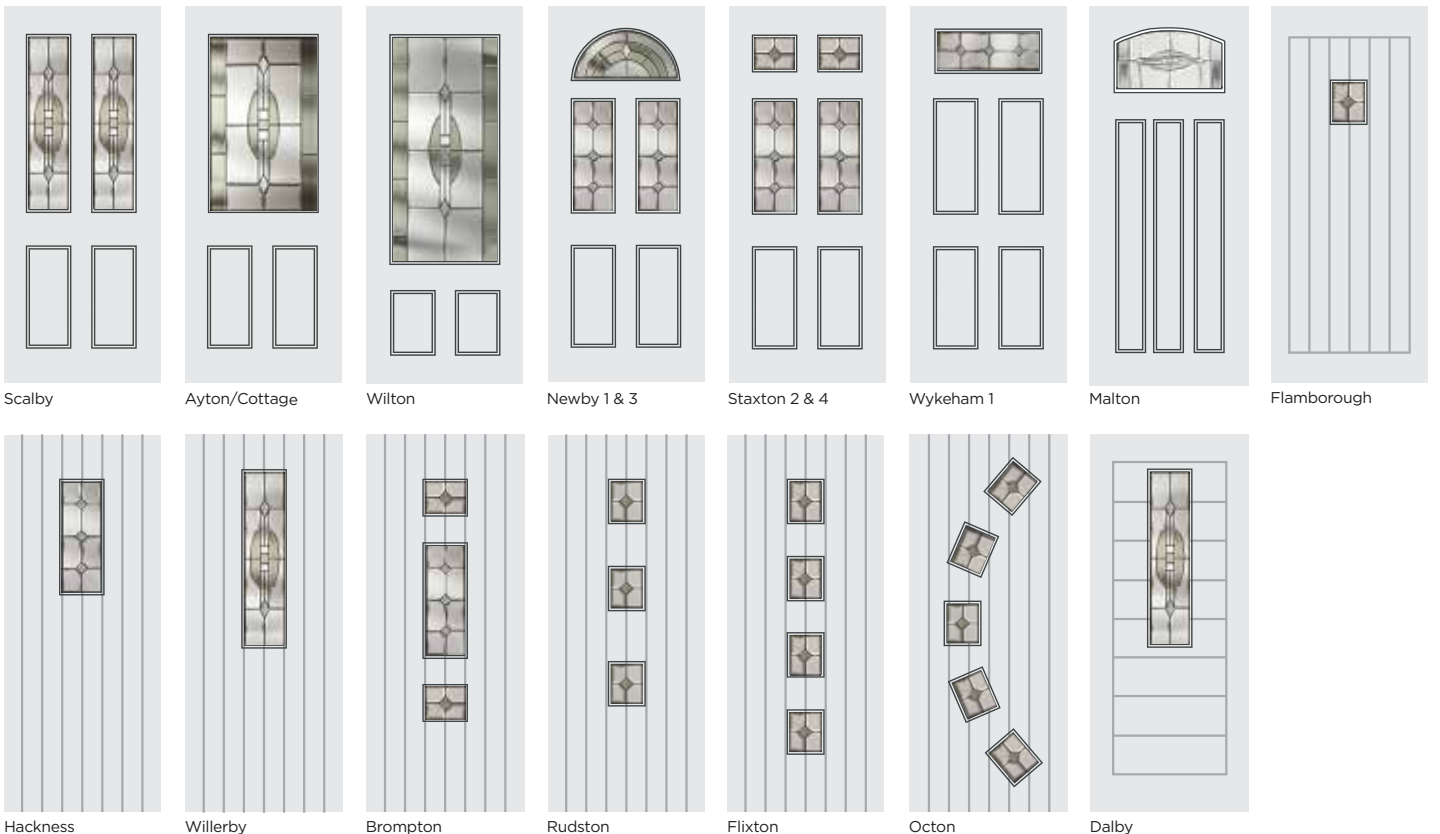 Scalby
Ayton/Cottage
Wilton
Newby 1 & 3
Staxton 2 & 4
Wykeham 1
Malton
Flamborough
Hackness
Willerby
Brompton
Rudston
Flixton
Octon
Dalby